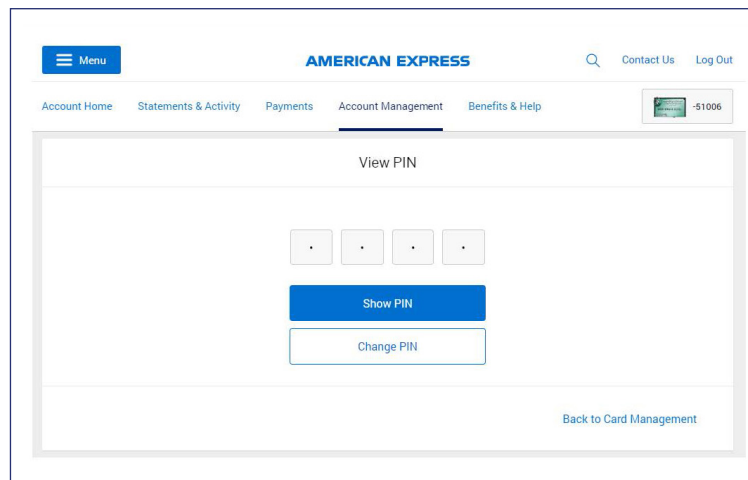 Menu
AMERICAN EXPRESS
Contact Us
Log Out
Account Home
Statements & Activity
Payments
Account Management
Benefits & Help
-51006
View PIN
Show PIN
Change PIN
Back to Card Management